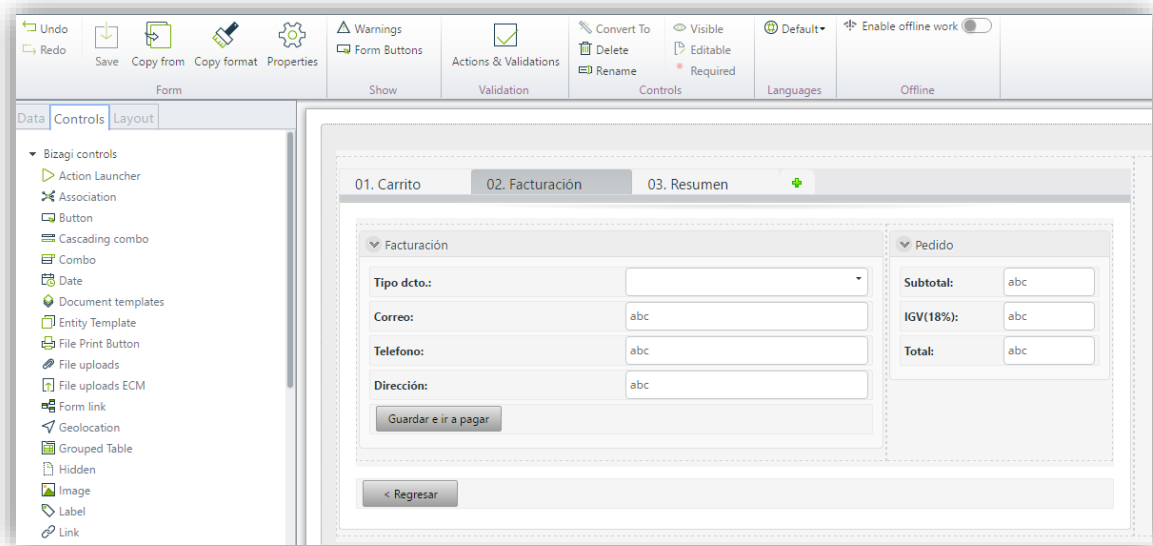 Undo
Redo
Save
Copy from
Copy format
Properties
Form
Warnings
Form Buttons
Show
Actions & Validations
Validation
Convert To
Delete
Rename
Visible
Editable
Required
Controls
Default
Languages
Enable offline work
Offline
Data
Controls
Layout
Bizagi controls
Action Launcher
Association
Button
Cascading combo
Combo
Date
Document templates
Entity Template
File Print Button
File uploads
File uploads ECM
Form link
Geolocation
Grouped Table
Hidden
Image
Label
Link
01. Carrito
02. Facturación
03. Resumen
Facturación
Tipo dcto.:
Correo: abc
Telefono: abc
Dirección: abc
Guardar e ir a pagar
Pedido
Subtotal: abc
IGV(18%): abc
Total: abc
< Regresar